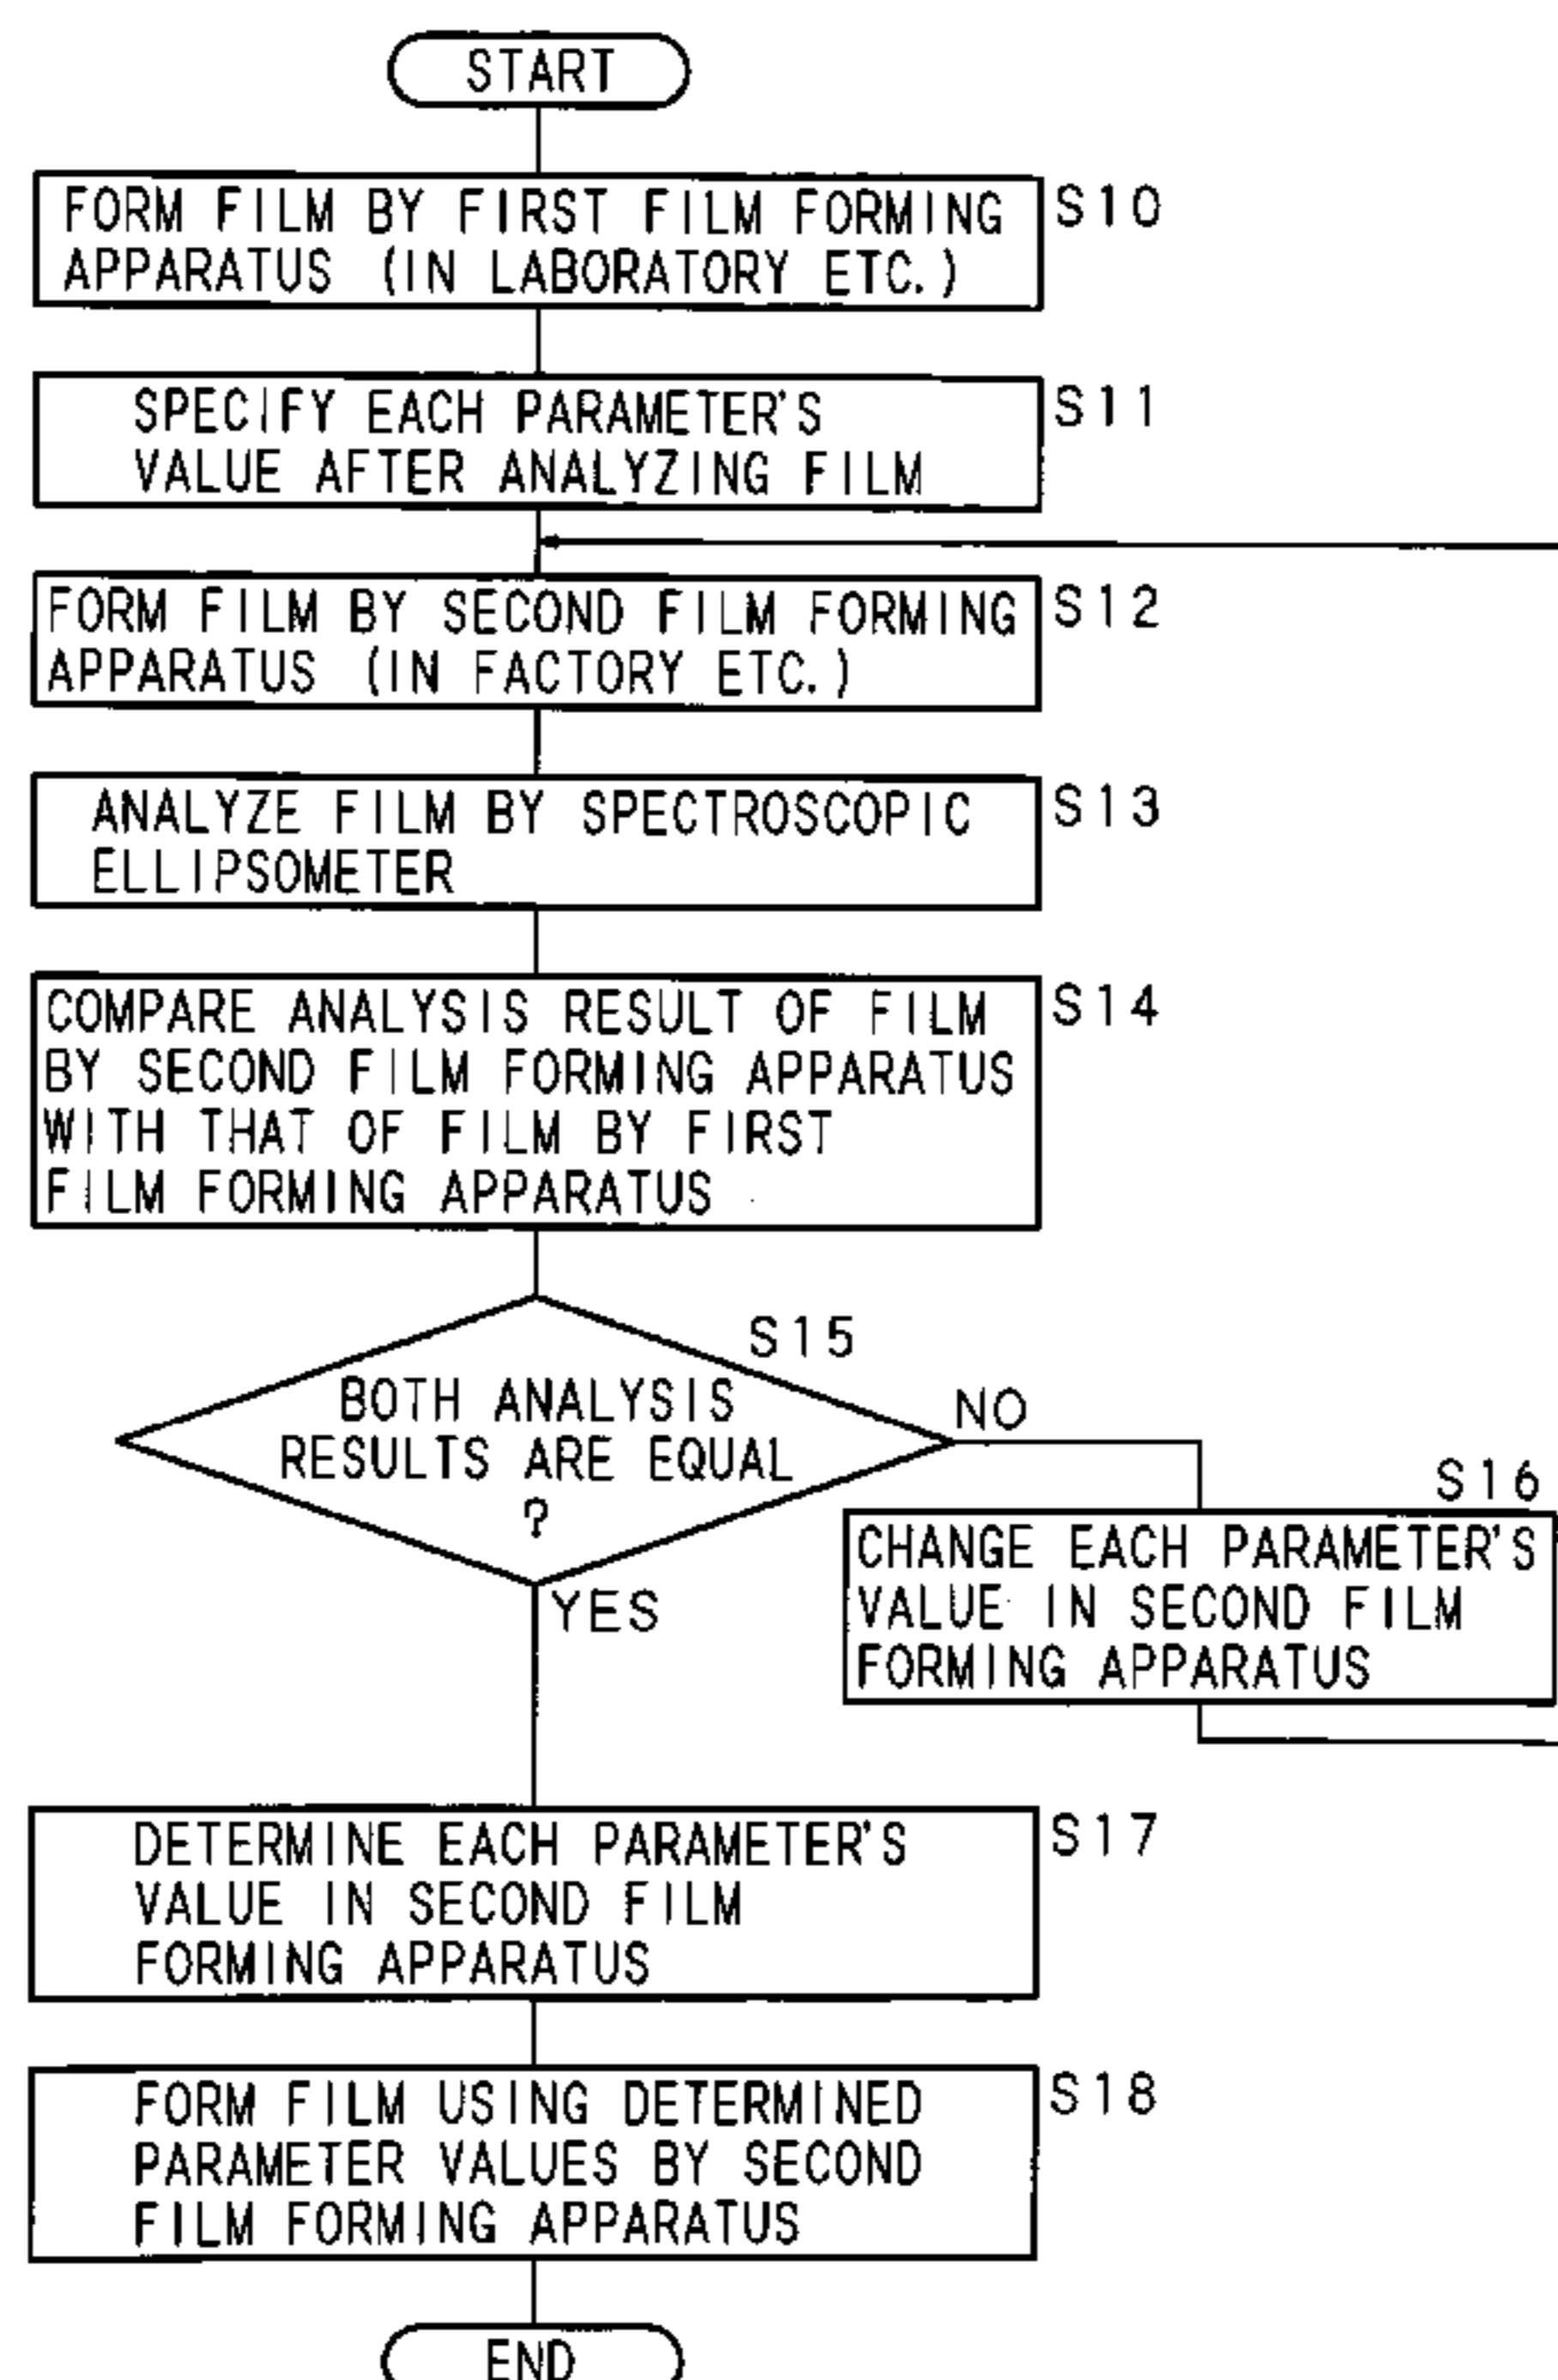 START
FORM FILM BY FIRST FILM FORMING
APPARATUS (IN LABORATORY ETC.)
S10
SPECIFY EACH PARAMETER'S
VALUE AFTER ANALYZING FILM
S11
FORM FILM BY SECOND FILM FORMING
APPARATUS (IN FACTORY ETC.)
S12
ANALYZE FILM BY SPECTROSCOPIC
ELLIPSOMETER
S13
COMPARE ANALYSIS RESULT OF FILM
BY SECOND FILM FORMING APPARATUS
WITH THAT OF FILM BY FIRST
FILM FORMING APPARATUS
S14
S15
BOTH ANALYSIS
RESULTS ARE EQUAL
?
NO
YES
S16
CHANGE EACH PARAMETER'S
VALUE IN SECOND FILM
FORMING APPARATUS
DETERMINE EACH PARAMETER'S
VALUE IN SECOND FILM
FORMING APPARATUS
S17
FORM FILM USING DETERMINED
PARAMETER VALUES BY SECOND
FILM FORMING APPARATUS
S18
END